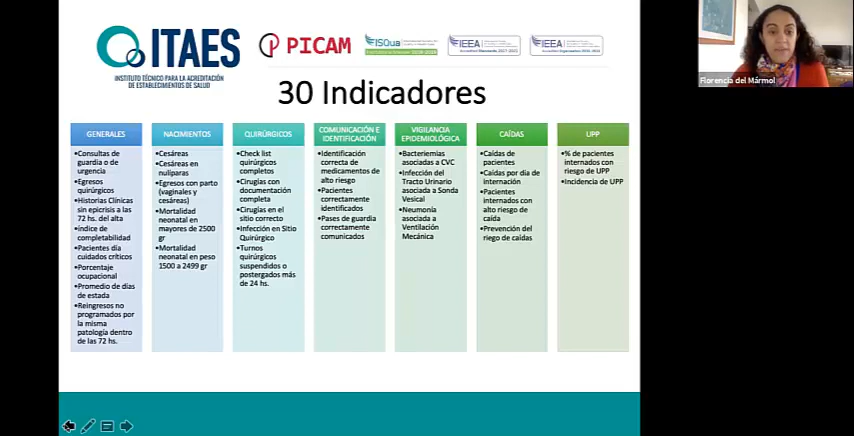 ITAES
INSTITUTO TÉCNICO PARA LA ACREDITACIÓN
DE ESTABLECIMIENTOS DE SALUD
PICAM
ISQua
IEEA
IEEA
Florencia del Mármol
30 Indicadores
GENERALES
•Consultas de
guardia o de
urgencia
•Egresos
quirúrgicos
•Historias Clínicas
sin epicrisis a las
72 hs. del alta
•Índice de
completabilidad
•Pacientes día
cuidados críticos
•Porcentaje
ocupacional
•Promedio de días
de estada
•Reingresos no
programados por
la misma
patología dentro
de las 72 hs.
NACIMIENTOS
•Cesáreas
•Cesáreas en
nulíparas
•Egresos con parto
(vaginales y
cesáreas)
•Mortalidad
neonatal en
mayores de 2500
gr
•Mortalidad
neonatal en peso
1500 a 2499 gr
QUIRÚRGICOS
•Check list
quirúrgicos
completos
•Cirugías con
documentación
completa
•Cirugías en el
sitio correcto
•Infección en Sitio
Quirúrgico
•Turnos
quirúrgicos
suspendidos o
postergados más
de 24 hs.
COMUNICACIÓN E
IDENTIFICACIÓN
•Identificación
correcta de
medicamentos de
alto riesgo
•Pacientes
correctamente
identificados
•Pases de guardia
correctamente
comunicados
VIGILANCIA
EPIDEMIOLÓGICA
•Bacteriemias
asociadas a CVC
•Infección del
Tracto Urinario
asociada a Sonda
Vesical
•Neumonía
asociada a
Ventilación
Mecánica
CAÍDAS
•Caídas de
pacientes
•Caídas por día de
internación
•Pacientes
internados con
alto riesgo de
caída
•Prevención del
riego de caídas
UPP
•% de pacientes
internados con
riesgo de UPP
•Incidencia de UPP